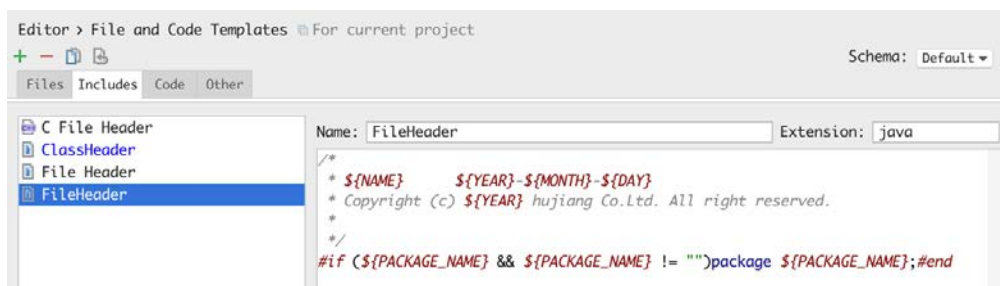 Editor › File and Code Templates For current project
Schema: Default
Files Includes Code Other
C File Header
ClassHeader
File Header
FileHeader
Name: FileHeader Extension: java
/*
* ${NAME} ${YEAR}-${MONTH}-${DAY}
* Copyright (c) ${YEAR} hujiang Co.Ltd. All right reserved.
*
*/
#if (${PACKAGE_NAME} && ${PACKAGE_NAME} != "")package ${PACKAGE_NAME};#end